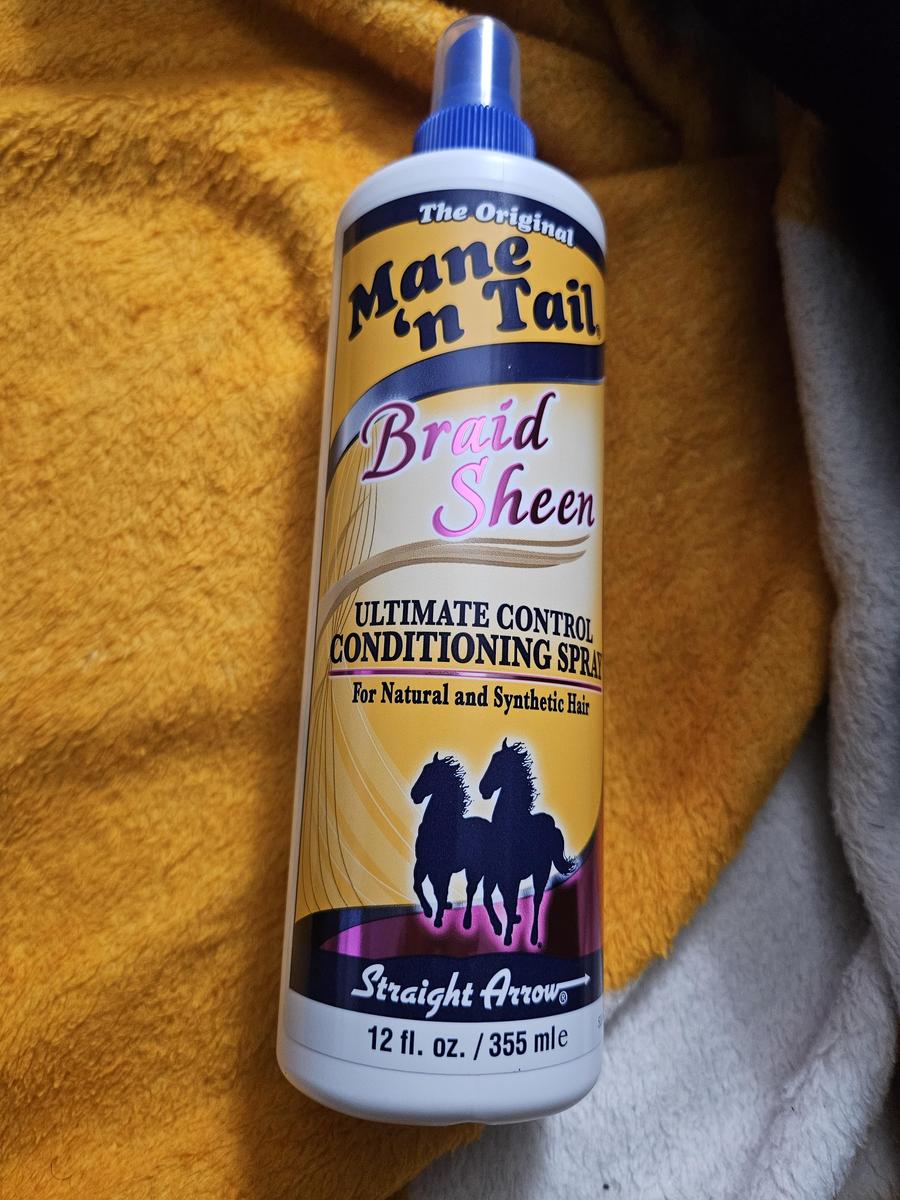 The Original
Mane
'n Tail®
Braid
Sheen
ULTIMATE CONTROL
CONDITIONING SPRAY
For Natural and Synthetic Hair
Straight Arrow®
12 fl. oz. / 355 ml e